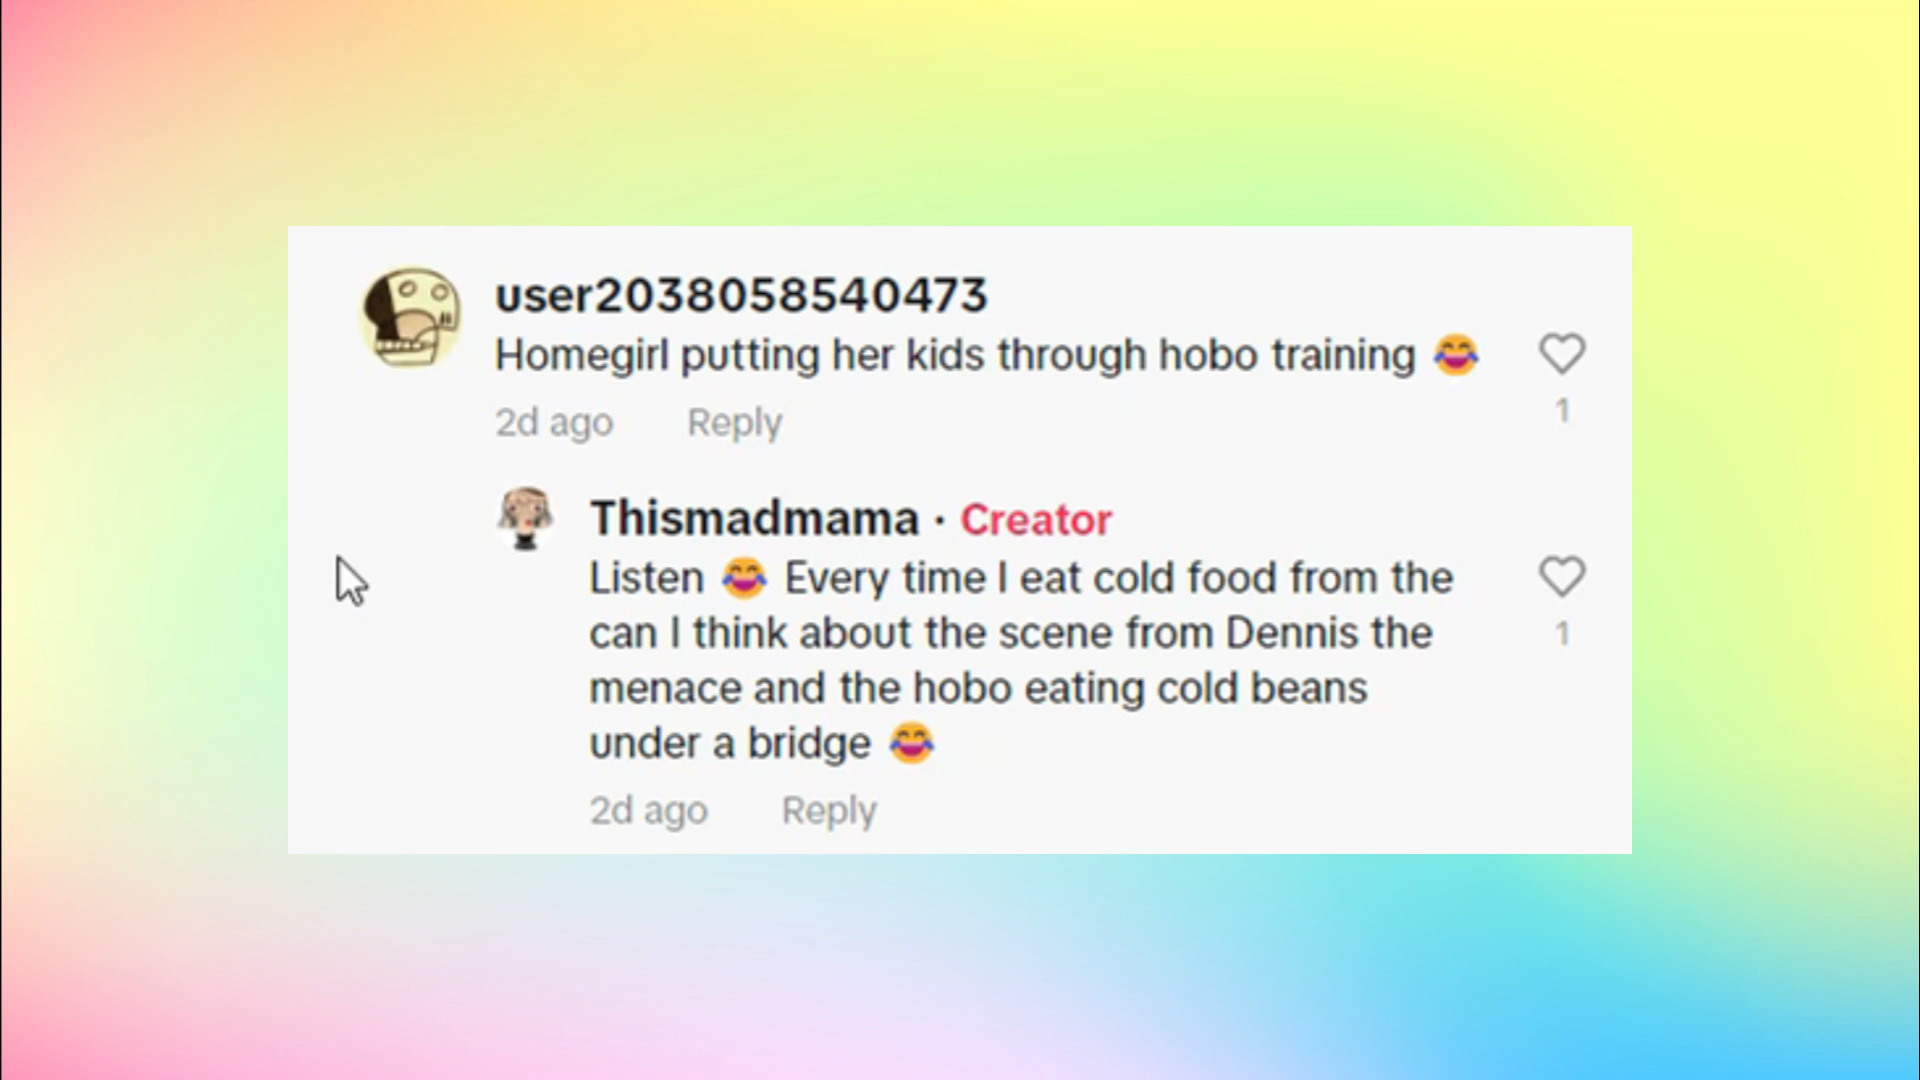 user2038058540473
Homegirl putting her kids through hobo training 😂
1
2d ago Reply
Thismadmama · Creator
Listen 😂 Every time I eat cold food from the
can I think about the scene from Dennis the
1
menace and the hobo eating cold beans
under a bridge 😂
2d ago Reply